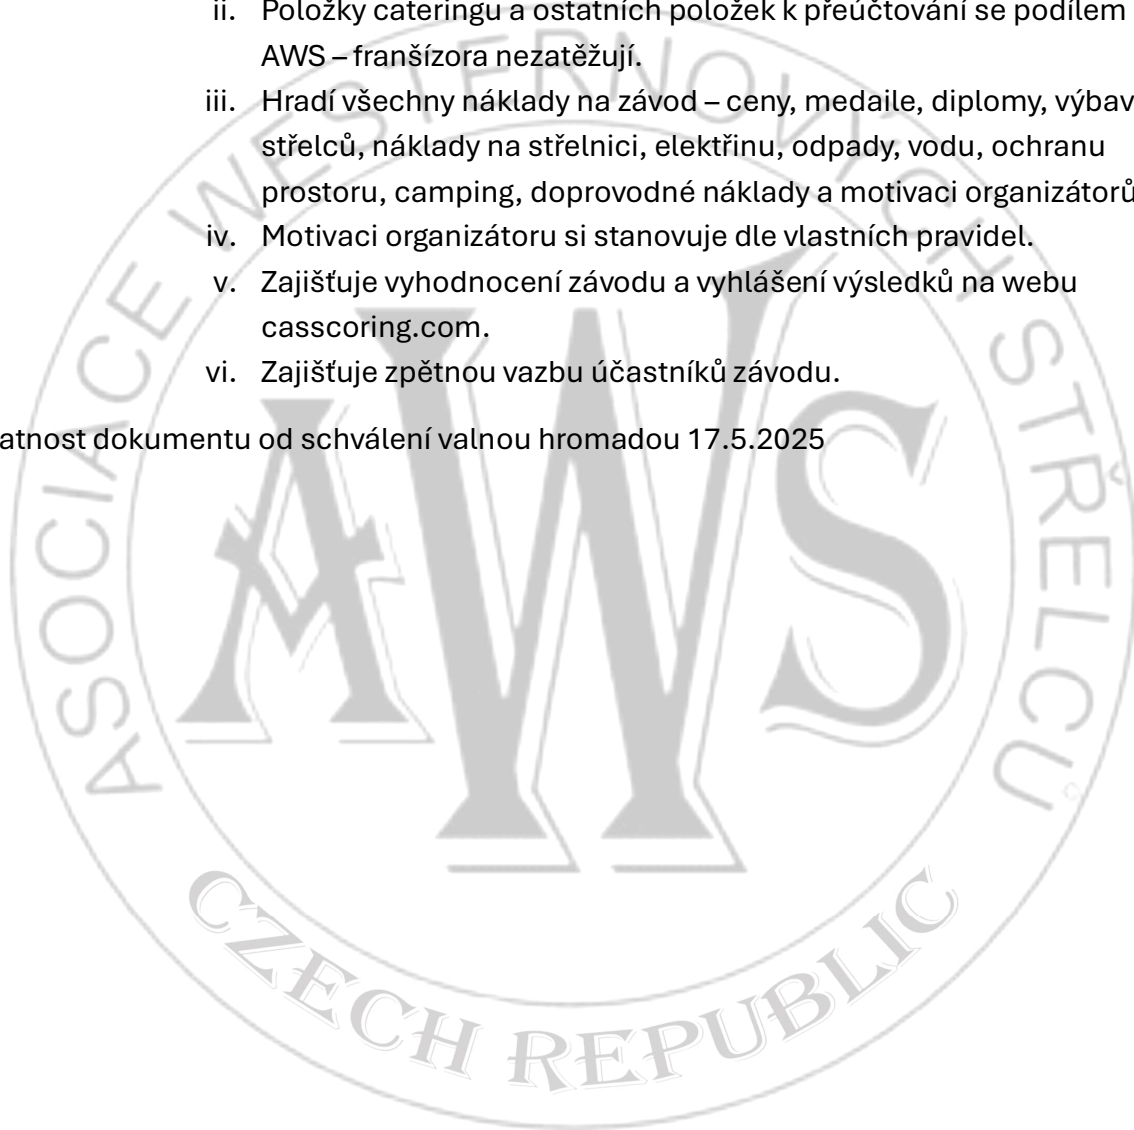 ii. Položky cateringu a ostatních položek k přeúčtování se podílem
AWS – franšízora nezatěžují.
iii. Hradí všechny náklady na závod – ceny, medaile, diplomy, výbav
střelců, náklady na střelnici, elektřinu, odpady, vodu, ochranu
prostoru, camping, doprovodné náklady a motivaci organizátorů
iv. Motivaci organizátoru si stanovuje dle vlastních pravidel.
v. Zajišťuje vyhodnocení závodu a vyhlášení výsledků na webu
casscoring.com.
vi. Zajišťuje zpětnou vazbu účastníků závodu.
atnost dokumentu od schválení valnou hromadou 17.5.2025
ASOCIACE WESTERNOVÝCH STŘELCŮ
AWS
CZECH REPUBLIC